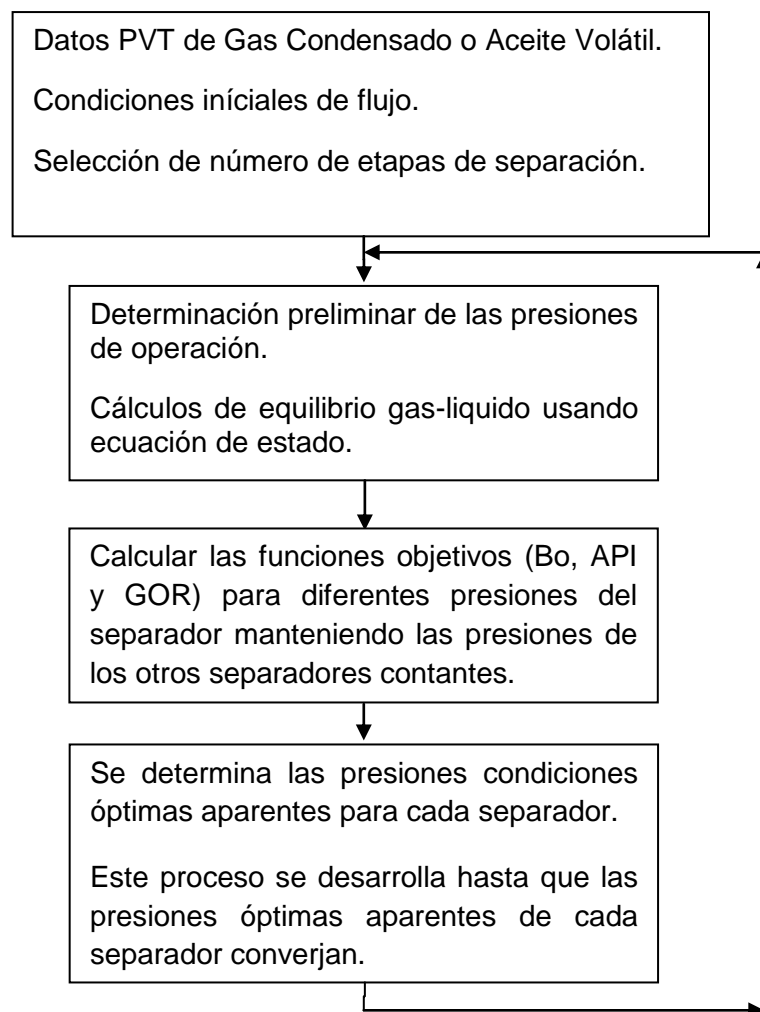 Datos PVT de Gas Condensado o Aceite Volátil.
Condiciones iníciales de flujo.
Selección de número de etapas de separación.
Determinación preliminar de las presiones
de operación.
Cálculos de equilibrio gas-liquido usando
ecuación de estado.
Calcular las funciones objetivos (Bo, API
y GOR) para diferentes presiones del
separador manteniendo las presiones de
los otros separadores contantes.
Se determina las presiones condiciones
óptimas aparentes para cada separador.
Este proceso se desarrolla hasta que las
presiones óptimas aparentes de cada
separador converjan.